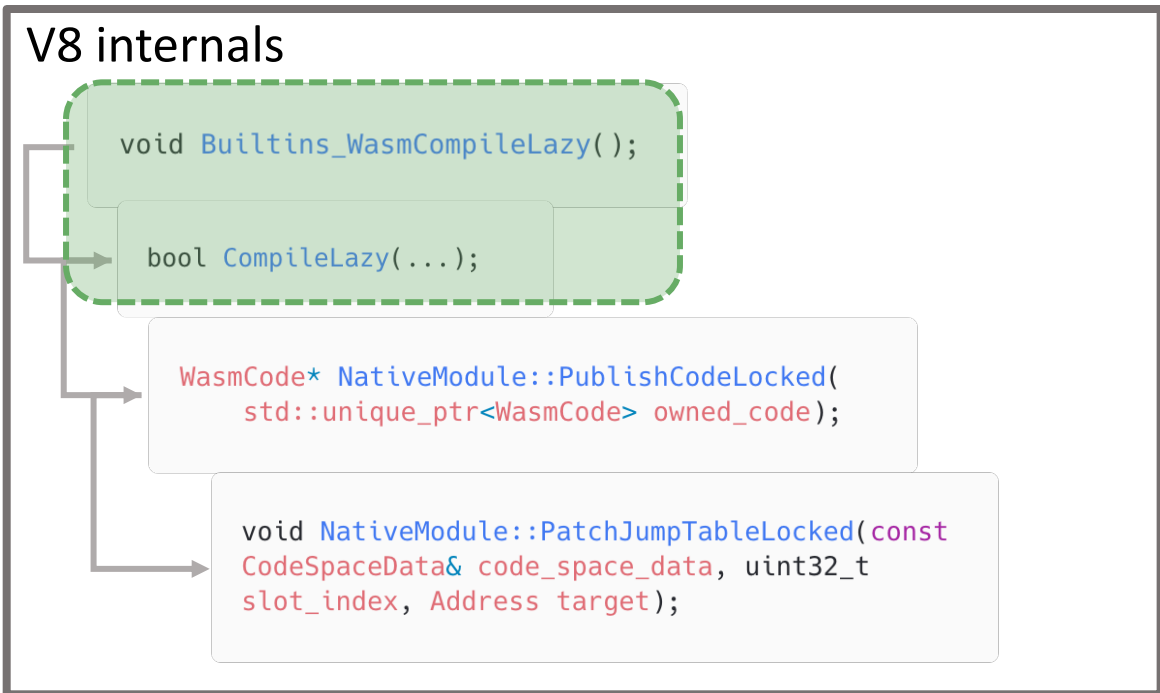 V8 internals
void Builtins_WasmCompileLazy();
bool CompileLazy(...);
WasmCode* NativeModule::PublishCodeLocked(
std::unique_ptr<WasmCode> owned_code);
void NativeModule::PatchJumpTableLocked(const
CodeSpaceData& code_space_data, uint32_t
slot_index, Address target);